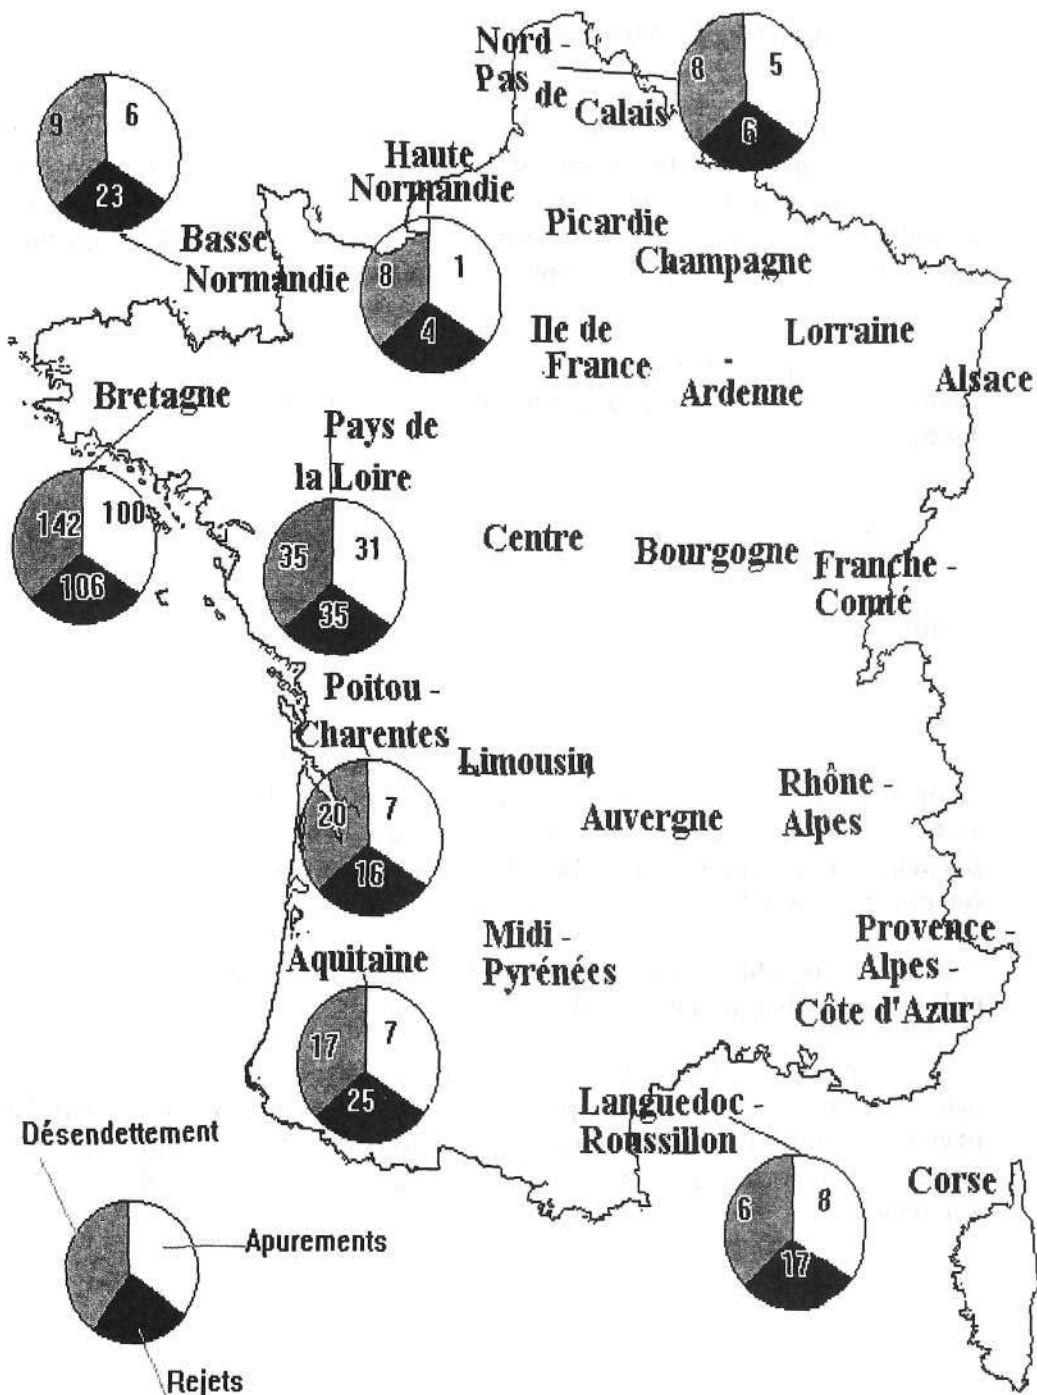 Nord -
Pas de
Calais
8
5
6
9
6
23
Haute
Normandie
Basse
Normandie
8
1
4
Picardie
Champagne
Ile de
France
-
Ardenne
Lorraine
Alsace
Bretagne
142
100
106
Pays de
la Loire
35
31
35
Centre
Bourgogne
Franche -
Comté
Poitou -
Charentes
20
7
16
Limousin
Auvergne
Rhône -
Alpes
Midi -
Pyrénées
Provence -
Alpes -
Côte d'Azur
Aquitaine
17
7
25
Languedoc -
Roussillon
6
8
17
Corse
Désendettement
Apurements
Rejets